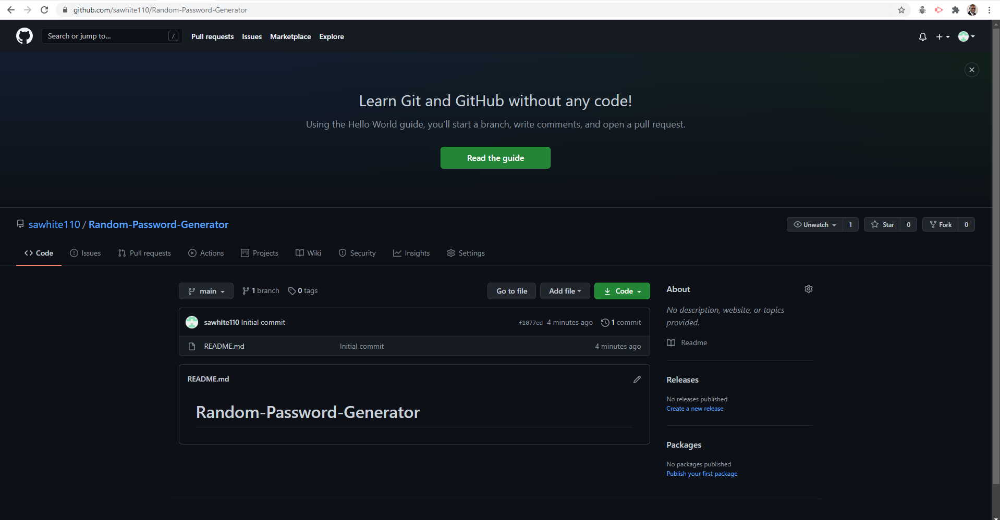 github.com/sawhite110/Random-Password-Generator
Search or jump to... /
Pull requests Issues Marketplace Explore
Learn Git and GitHub without any code!
Using the Hello World guide, you’ll start a branch, write comments, and open a pull request.
Read the guide
sawhite110 / Random-Password-Generator
Unwatch 1 Star 0 Fork 0
Code Issues Pull requests Actions Projects Wiki Security Insights Settings
main 1 branch 0 tags Go to file Add file Code
sawhite110 Initial commit f1077ed 4 minutes ago 1 commit
README.md Initial commit 4 minutes ago
README.md
Random-Password-Generator
About
No description, website, or topics
provided.
Readme
Releases
No releases published
Create a new release
Packages
No packages published
Publish your first package